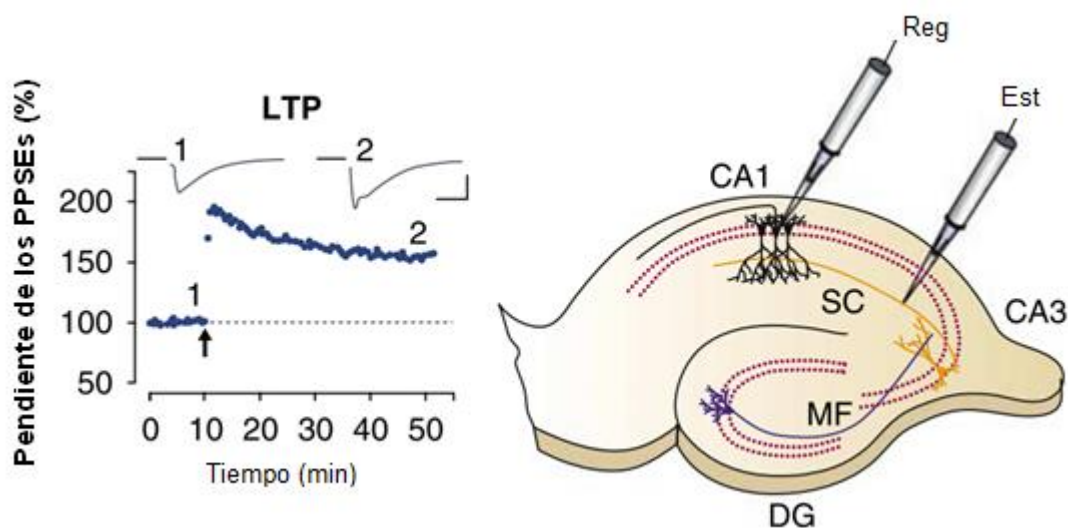 LTP
Pendiente de los PPSEs (%)
1
2
200
150
100
50
1
2
0 10 20 30 40 50
Tiempo (min)
Reg
Est
CA1
SC
CA3
MF
DG